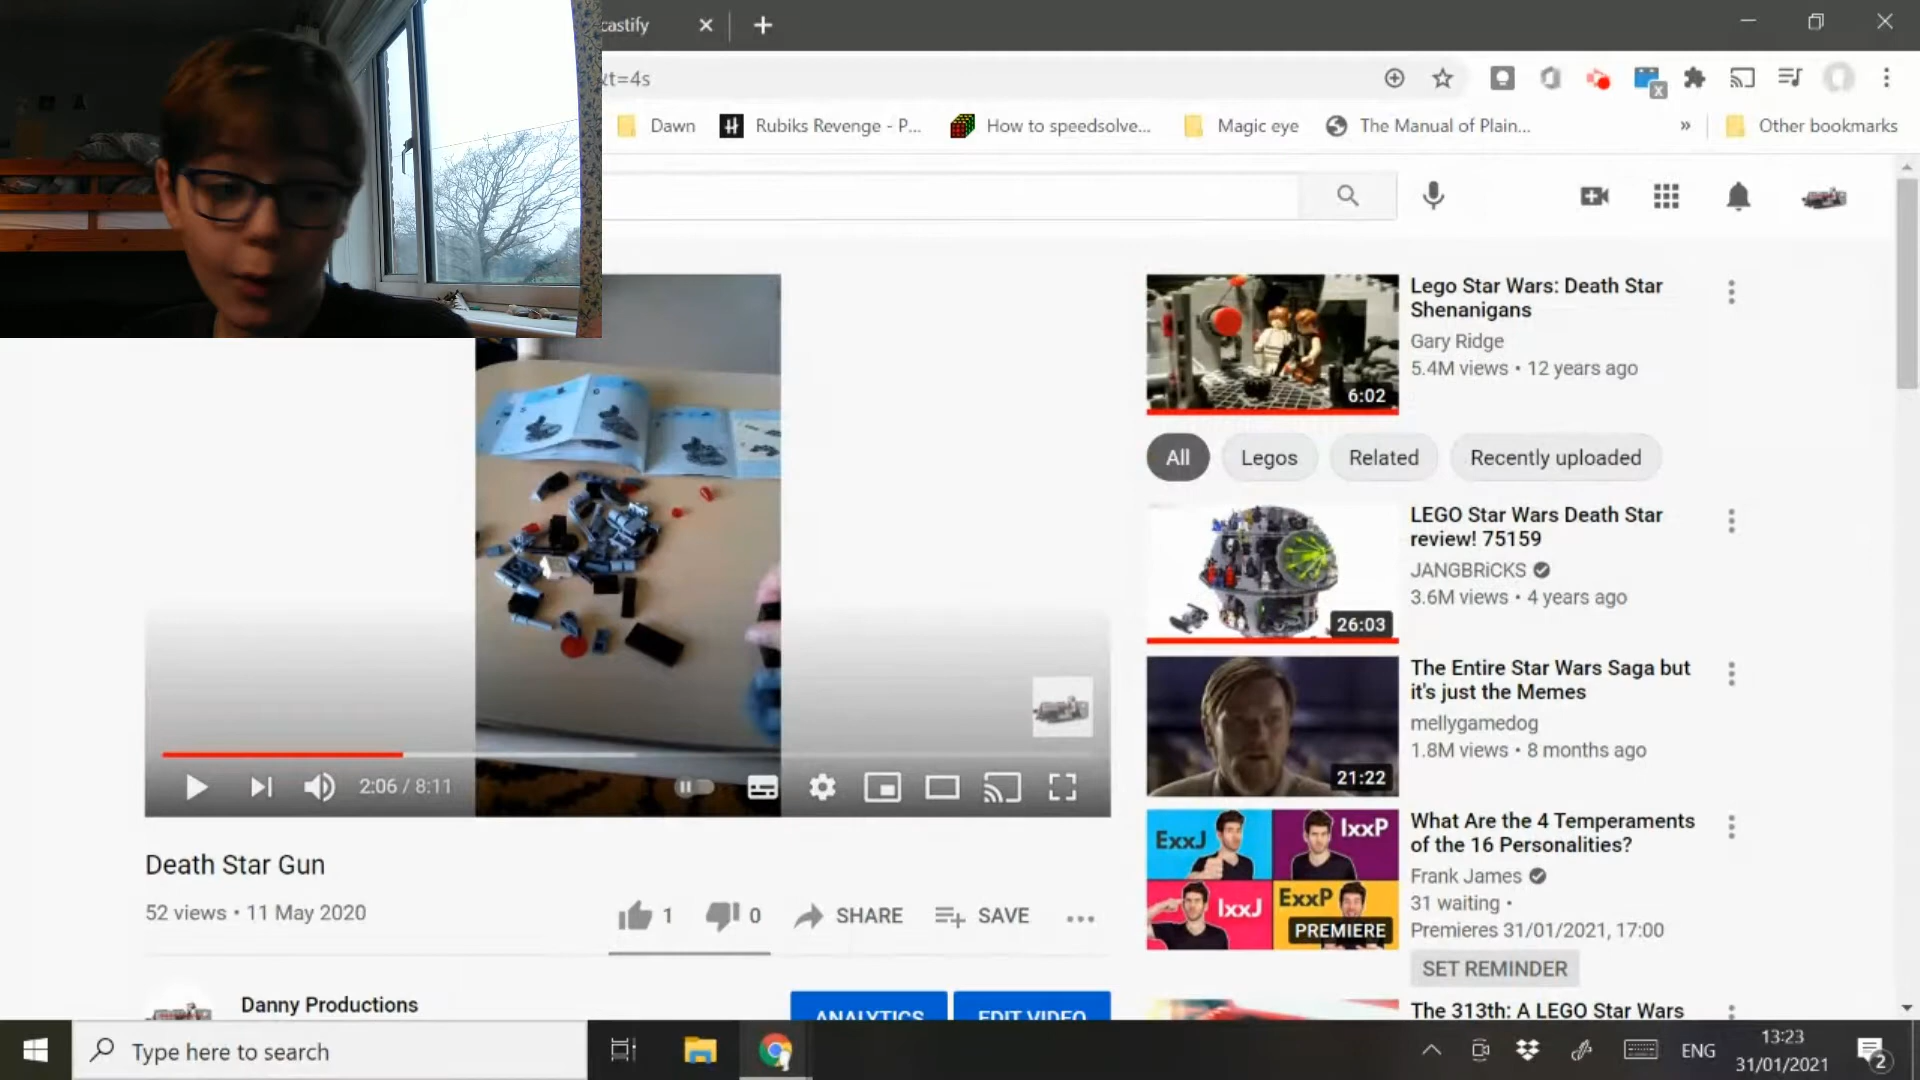 castify
&t=4s
Dawn
Rubiks Revenge - P...
How to speedsolve...
Magic eye
The Manual of Plain...
»
Other bookmarks
Lego Star Wars: Death Star
Shenanigans
Gary Ridge
5.4M views • 12 years ago
6:02
All
Legos
Related
Recently uploaded
LEGO Star Wars Death Star
review! 75159
JANGBRiCKS
3.6M views • 4 years ago
26:03
The Entire Star Wars Saga but
it's just the Memes
mellygamedog
1.8M views • 8 months ago
21:22
What Are the 4 Temperaments
of the 16 Personalities?
Frank James
31 waiting •
Premieres 31/01/2021, 17:00
ExxJ
IxxP
IxxJ
ExxP
PREMIERE
SET REMINDER
The 313th: A LEGO Star Wars
2:06 / 8:11
Death Star Gun
52 views • 11 May 2020
1
0
SHARE
SAVE
Danny Productions
ANALYTICS
EDIT VIDEO
Type here to search
ENG
13:23
31/01/2021
2